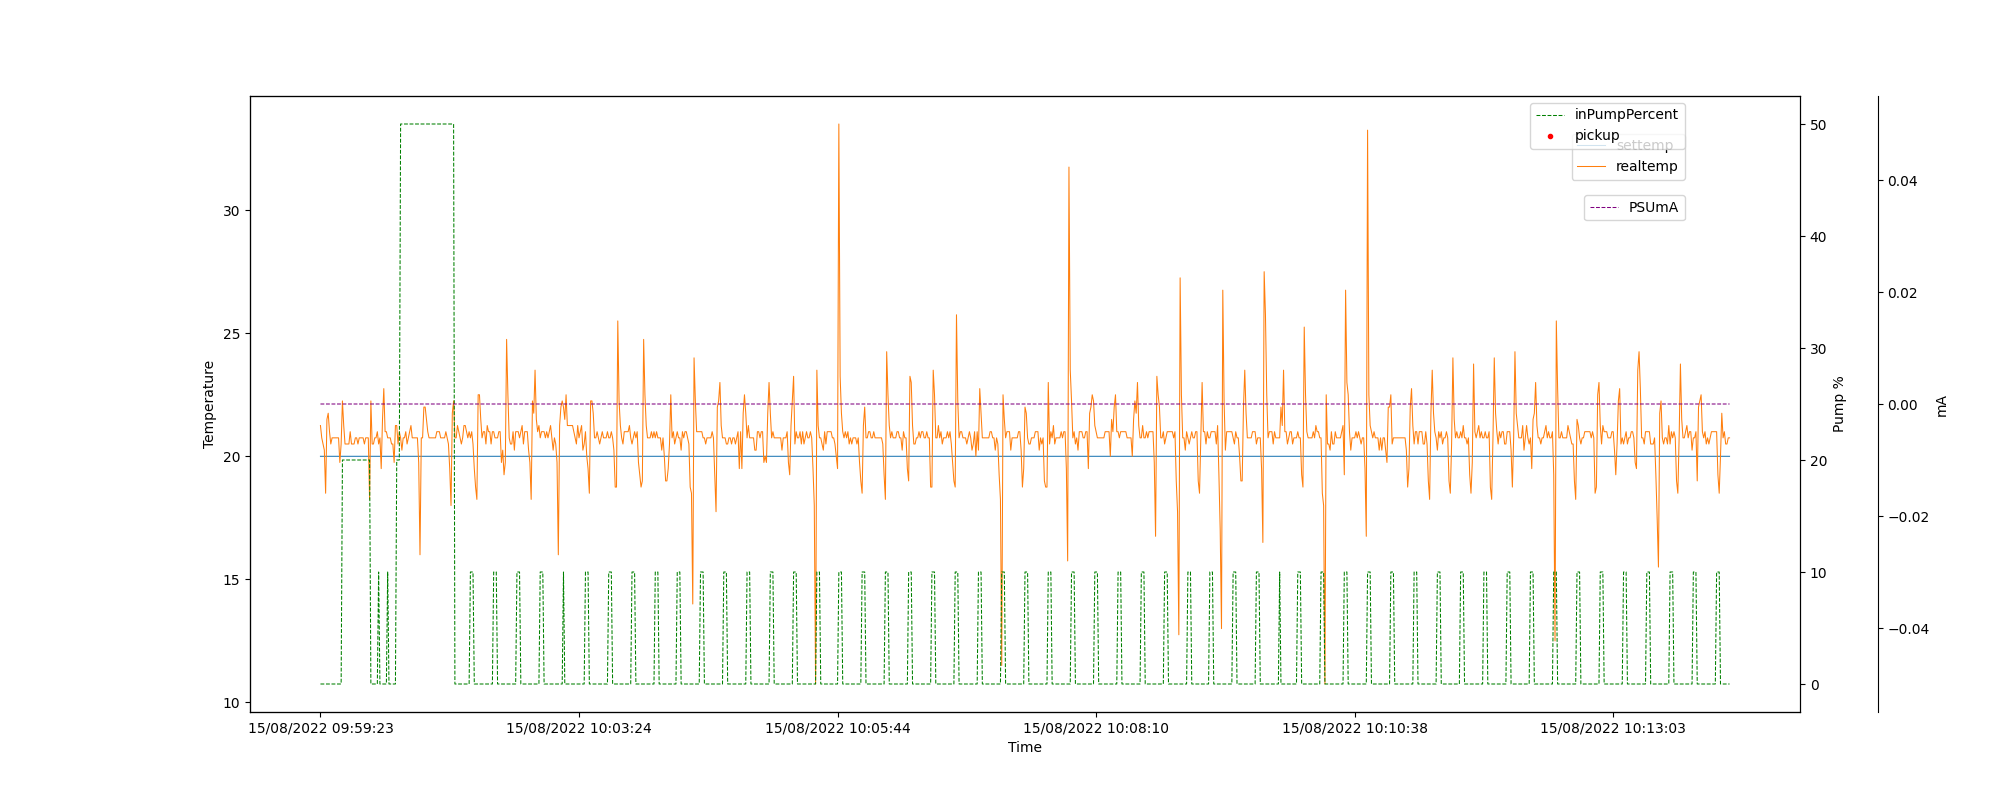 inPumpPercent
pickup
settemp
realtemp
PSUmA
30
25
20
15
10
Temperature
50
40
30
20
10
0
Pump %
0.04
0.02
0.00
−0.02
−0.04
mA
15/08/2022 09:59:23
15/08/2022 10:03:24
15/08/2022 10:05:44
15/08/2022 10:08:10
15/08/2022 10:10:38
15/08/2022 10:13:03
Time